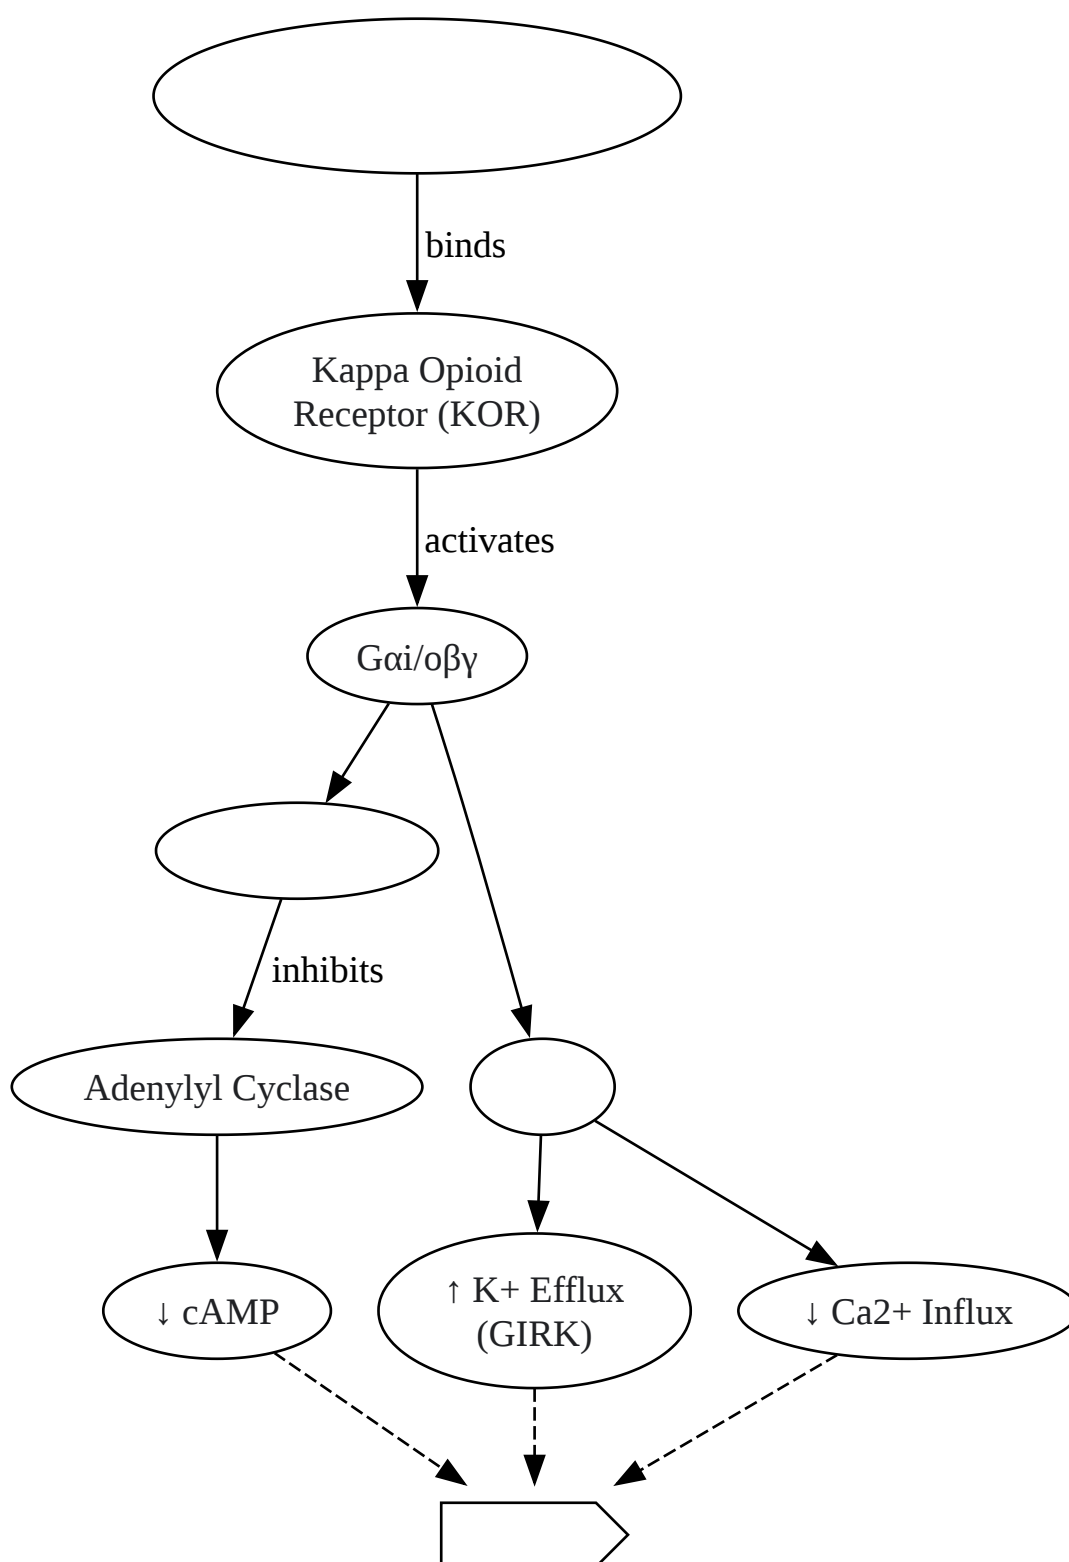 binds
Kappa Opioid
Receptor (KOR)
activates
Gαi/oβγ
inhibits
Adenylyl Cyclase
↓ cAMP
↑ K+ Efflux
(GIRK)
↓ Ca2+ Influx